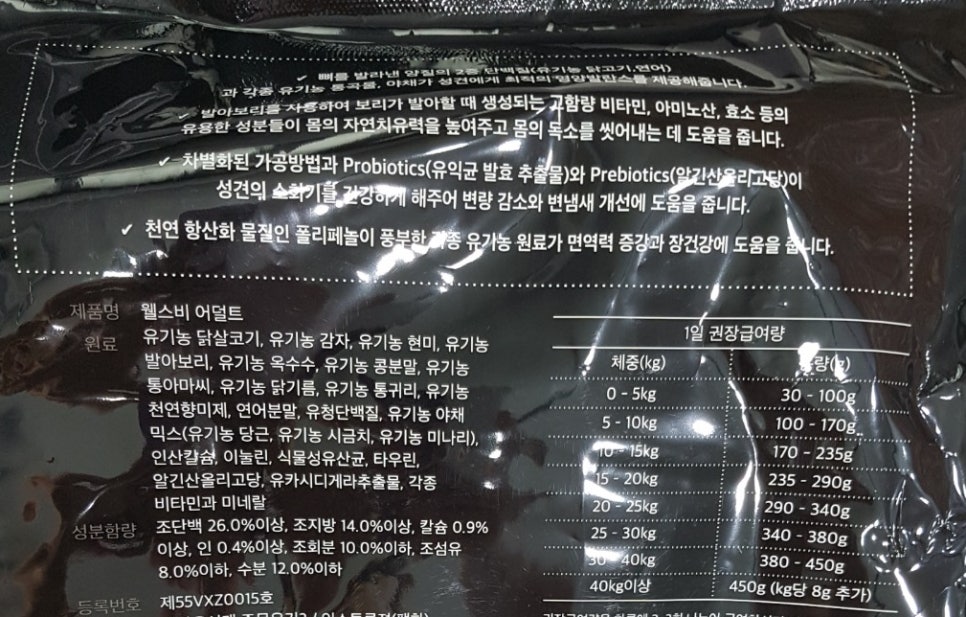 ✓ 뼈를 발라낸 양질의 2종 단백질(유기농 닭고기,연어)
과 각종 유기농 통곡물, 야채가 성견에게 최적의 영양발란스를 제공해줍니다.
✓ 발아보리를 사용하여 보리가 발아할 때 생성되는 고함량 비타민, 아미노산, 효소 등의
유용한 성분들이 몸의 자연치유력을 높여주고 몸의 독소를 씻어내는 데 도움을 줍니다.
✓ 차별화된 가공방법과 Probiotics(유익균 발효 추출물)와 Prebiotics(알긴산올리고당)이
성견의 소화기를 건강하게 해주어 변량 감소와 변냄새 개선에 도움을 줍니다.
✓ 천연 항산화 물질인 폴리페놀이 풍부한 각종 유기농 원료가 면역력 증강과 장건강에 도움을 줍니다.
제품명 웰스비 어덜트
원료 유기농 닭살코기, 유기농 감자, 유기농 현미, 유기농
발아보리, 유기농 옥수수, 유기농 콩분말, 유기농
통아마씨, 유기농 닭기름, 유기농 통귀리, 유기농
천연향미제, 연어분말, 유청단백질, 유기농 야채
믹스(유기농 당근, 유기농 시금치, 유기농 미나리),
인산칼슘, 이눌린, 식물성유산균, 타우린,
알긴산올리고당, 유카시디게라추출물, 각종
비타민과 미네랄
성분함량 조단백 26.0%이상, 조지방 14.0%이상, 칼슘 0.9%
이상, 인 0.4%이상, 조회분 10.0%이하, 조섬유
8.0%이하, 수분 12.0%이하
등록번호 제55VXZ0015호
1일 권장급여량
체중(kg) (g)
0 - 5kg 30 - 100g
5 - 10kg 100 - 170g
10 - 15kg 170 - 235g
15 - 20kg 235 - 290g
20 - 25kg 290 - 340g
25 - 30kg 340 - 380g
30 - 40kg 380 - 450g
40kg이상 450g (kg당 8g 추가)